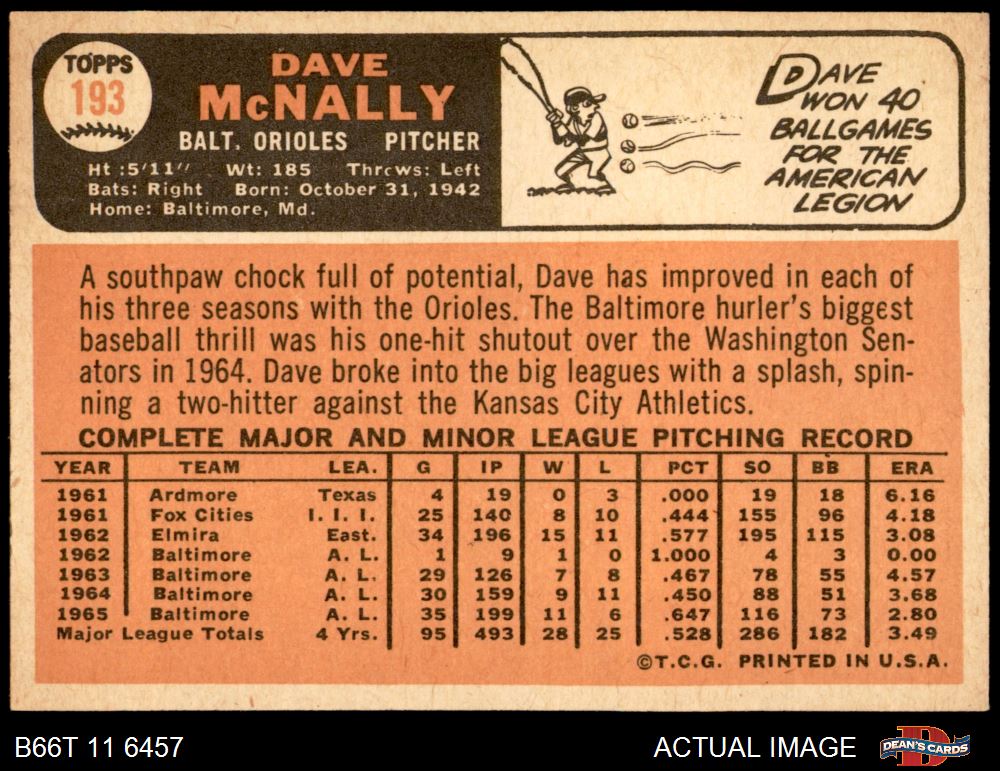 TOPPS
193
DAVE
McNALLY
BALT. ORIOLES PITCHER
Ht :5'11" Wt: 185 Throws: Left
Bats: Right Born: October 31, 1942
Home: Baltimore, Md.
DAVE
WON 40
BALLGAMES
FOR THE
AMERICAN
LEGION
A southpaw chock full of potential, Dave has improved in each of
his three seasons with the Orioles. The Baltimore hurler's biggest
baseball thrill was his one-hit shutout over the Washington Sen-
ators in 1964. Dave broke into the big leagues with a splash, spin-
ning a two-hitter against the Kansas City Athletics.
COMPLETE MAJOR AND MINOR LEAGUE PITCHING RECORD
YEAR TEAM LEA. G IP W L PCT SO BB ERA
1961 Ardmore Texas 4 19 0 3 .000 19 18 6.16
1961 Fox Cities I. I. I. 25 140 8 10 .444 155 96 4.18
1962 Elmira East. 34 196 15 11 .577 195 115 3.08
1962 Baltimore A. L. 1 9 1 0 1.000 4 3 0.00
1963 Baltimore A. L. 29 126 7 8 .467 78 55 4.57
1964 Baltimore A. L. 30 159 9 11 .450 88 51 3.68
1965 Baltimore A. L. 35 199 11 6 .647 116 73 2.80
Major League Totals 4 Yrs. 95 493 28 25 .528 286 182 3.49
©T.C.G. PRINTED IN U.S.A.
B66T 11 6457
ACTUAL IMAGE
DEAN'S CARDS